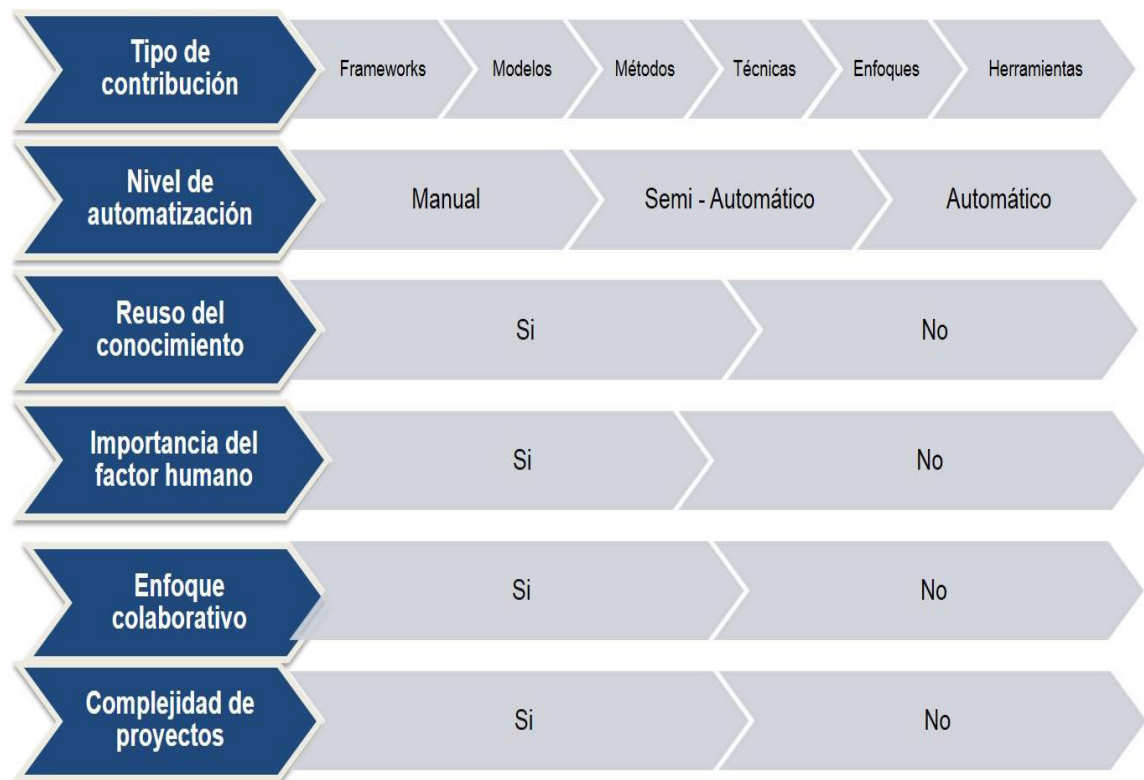 Tipo de
contribución
Frameworks Modelos Métodos Técnicas Enfoques Herramientas
Nivel de
automatización
Manual Semi - Automático Automático
Reuso del
conocimiento
Si No
Importancia del
factor humano
Si No
Enfoque
colaborativo
Si No
Complejidad de
proyectos
Si No